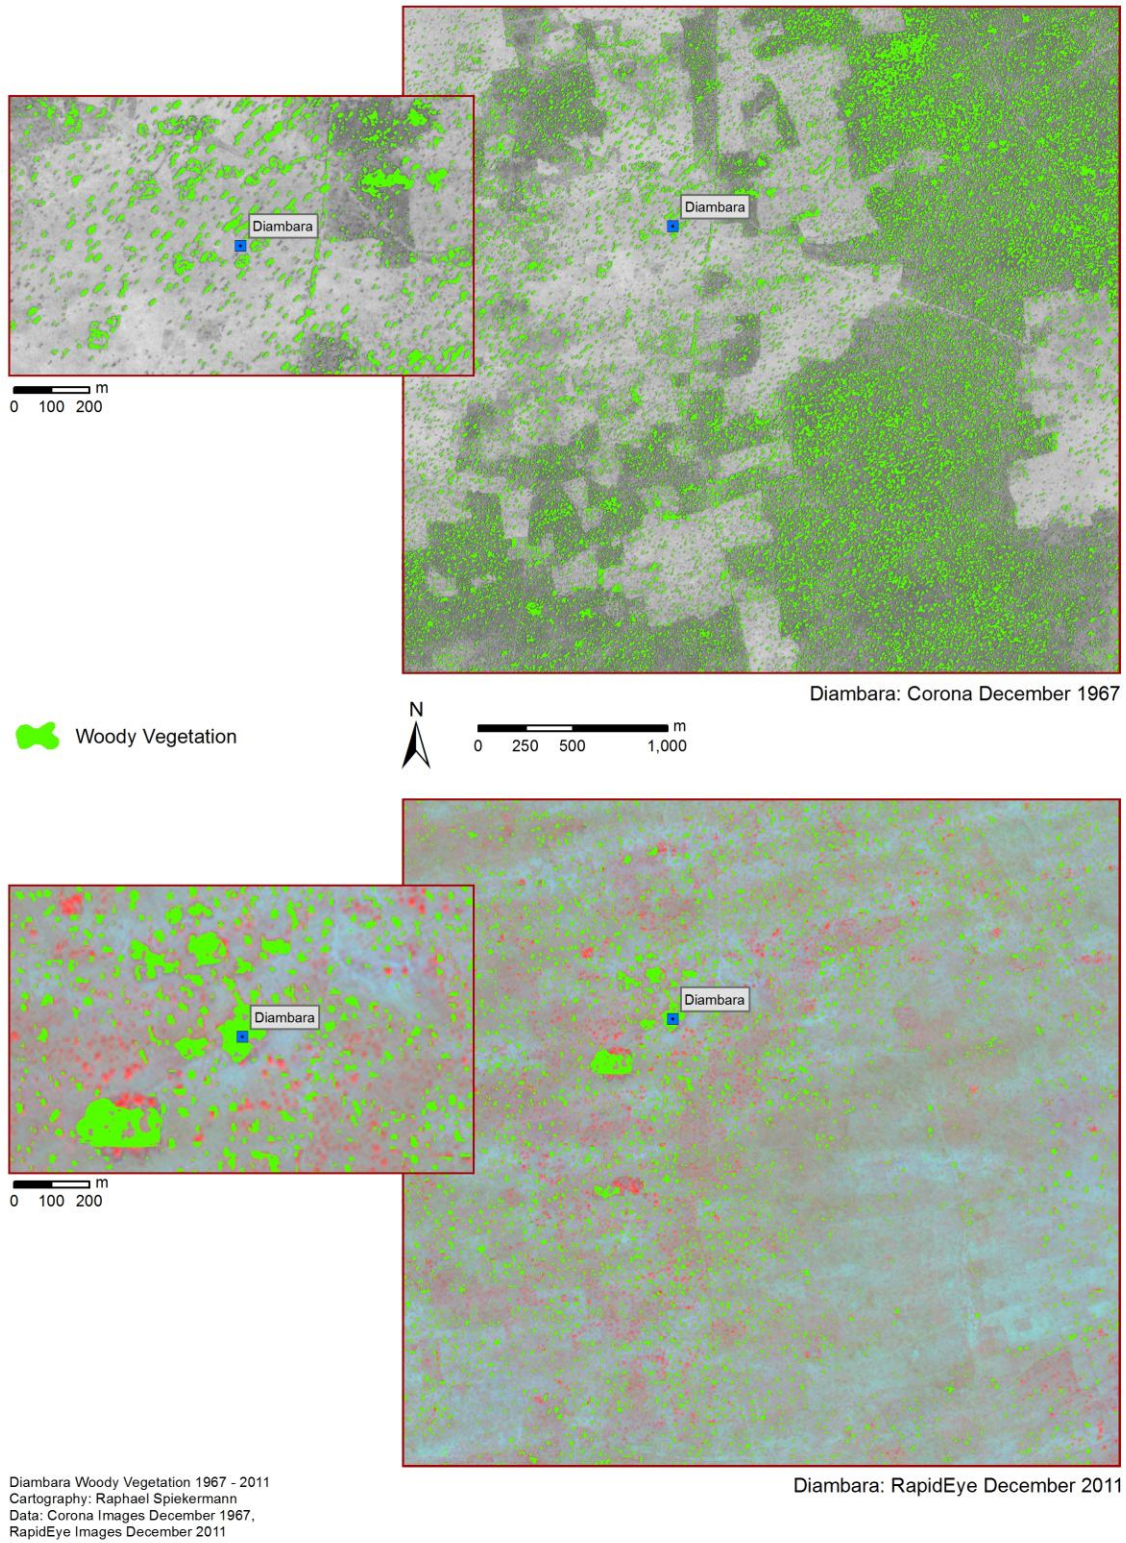 Diambara
Diambara
m
0 100 200
Diambara: Corona December 1967
Woody Vegetation
N
m
0 250 500 1,000
Diambara
Diambara
m
0 100 200
Diambara: RapidEye December 2011
Diambara Woody Vegetation 1967 - 2011
Cartography: Raphael Spiekermann
Data: Corona Images December 1967,
RapidEye Images December 2011